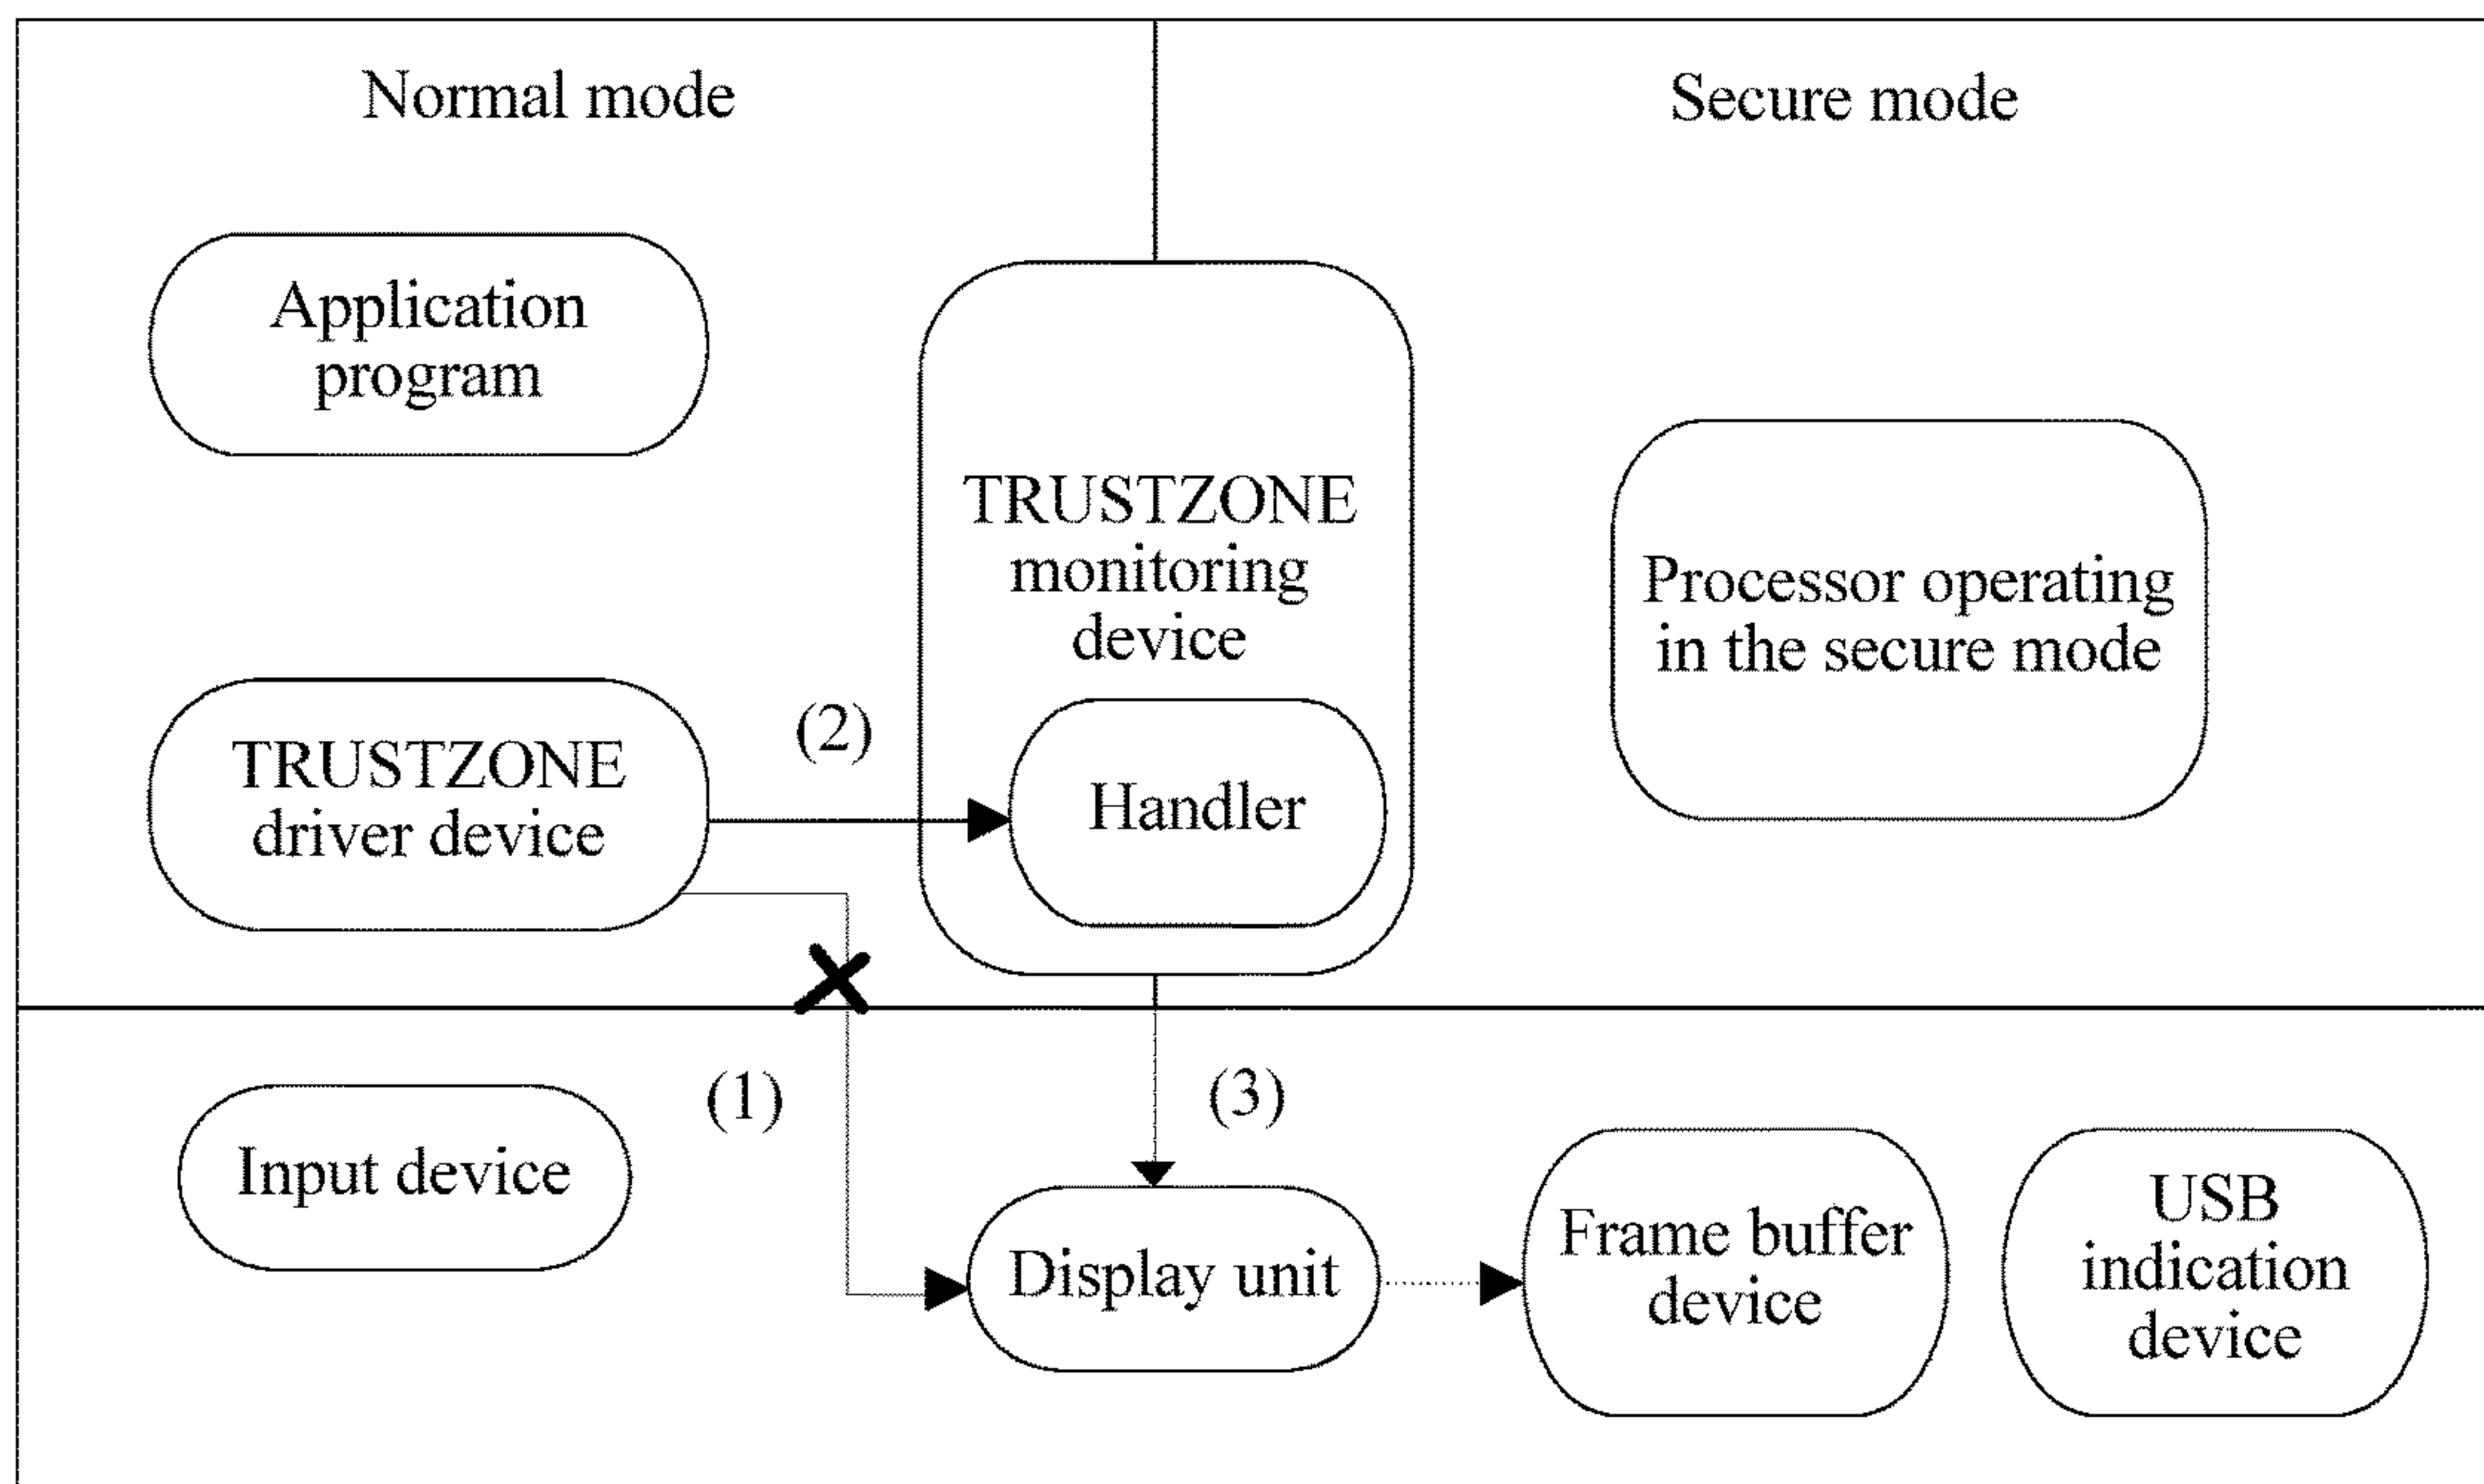 Normal mode
Secure mode
Application
program
TRUSTZONE
monitoring
device
Processor operating
in the secure mode
TRUSTZONE
driver device
(2)
Handler
(1)
(3)
Input device
Display unit
Frame buffer
device
USB
indication
device